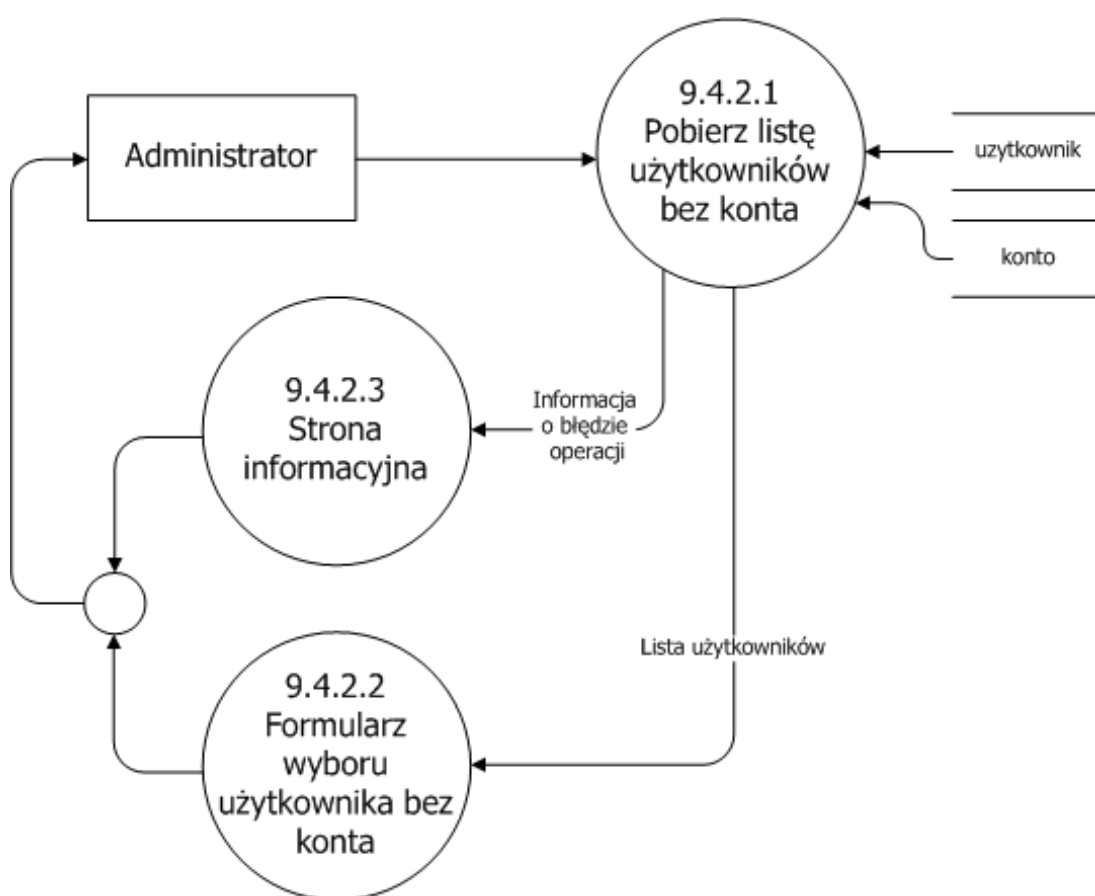 9.4.2.1
Pobierz listę
użytkowników
bez konta
Administrator
uzytkownik
konto
9.4.2.3
Strona
informacyjna
Informacja
o błędzie
operacji
Lista użytkowników
9.4.2.2
Formularz
wyboru
użytkownika bez
konta